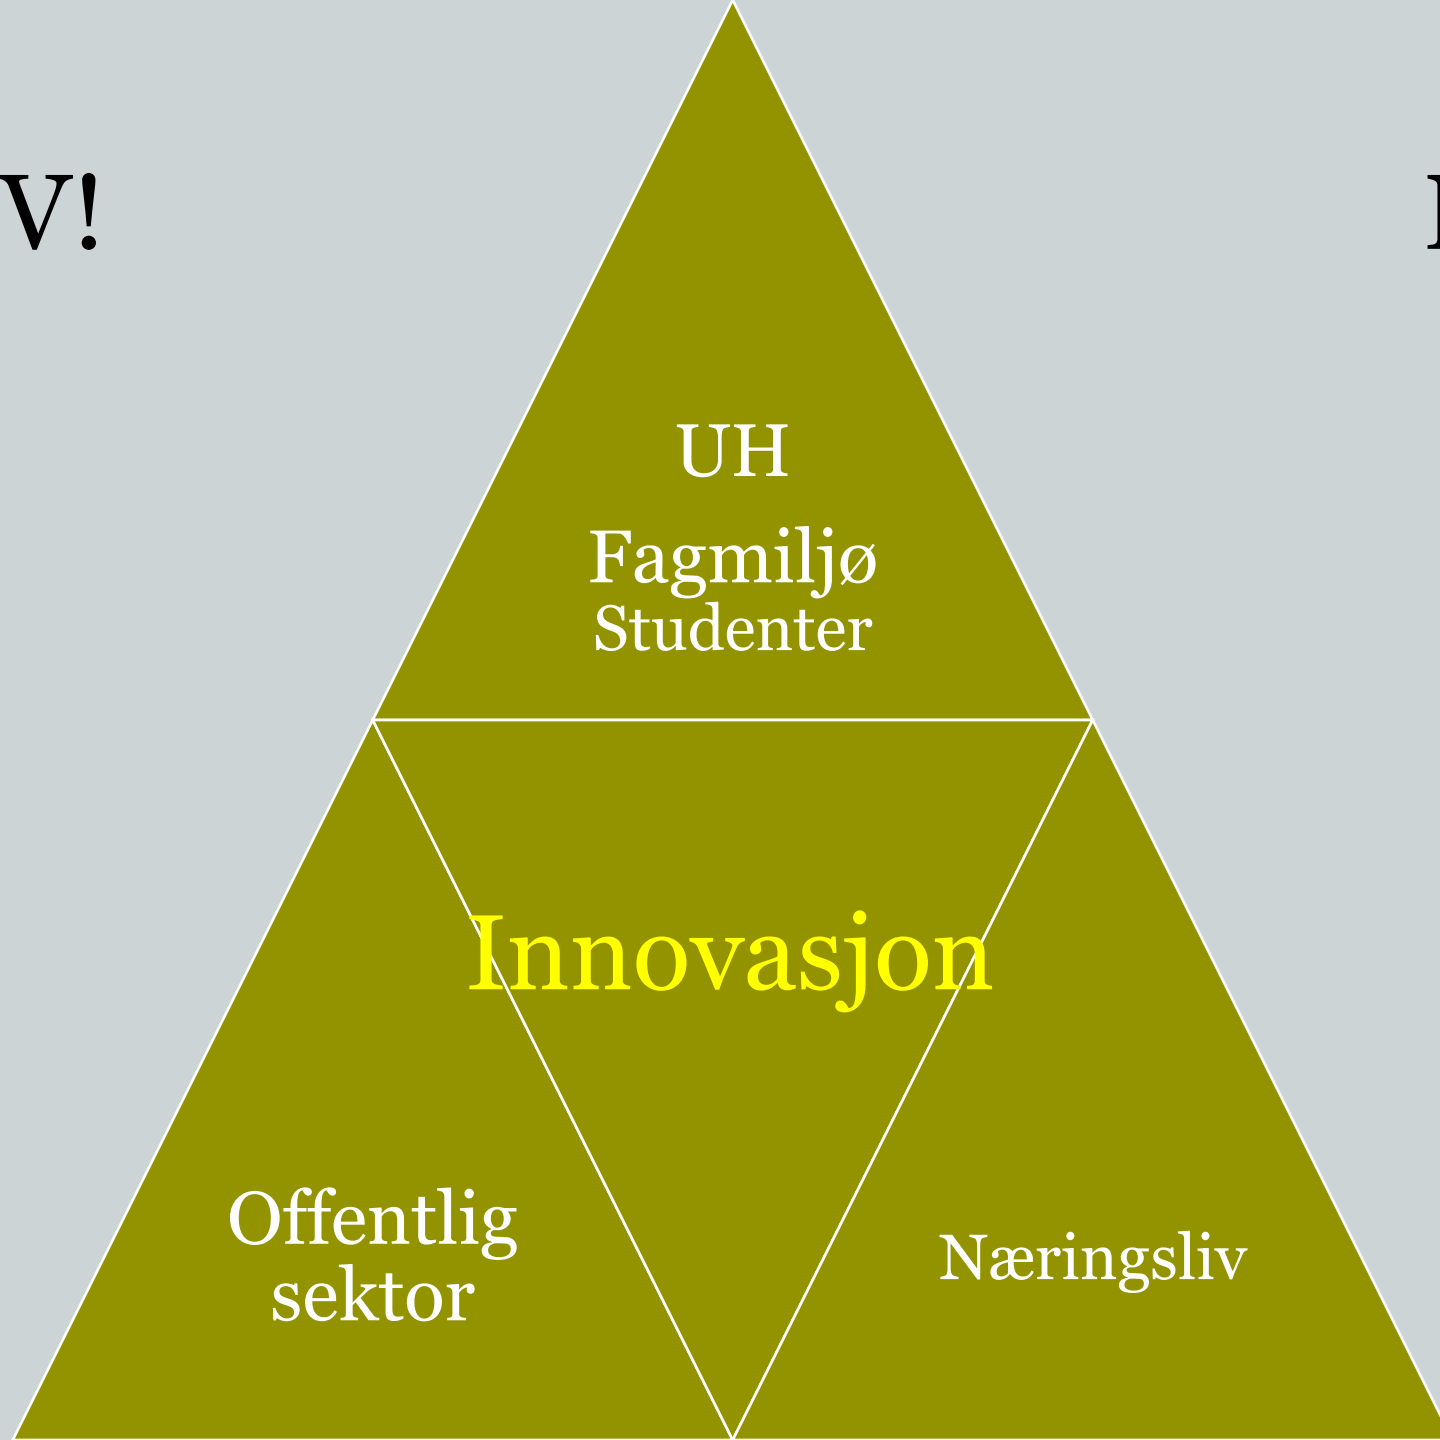 V!
UH
Fagmiljø
Studenter
Innovasjon
Offentlig
sektor
Næringsliv